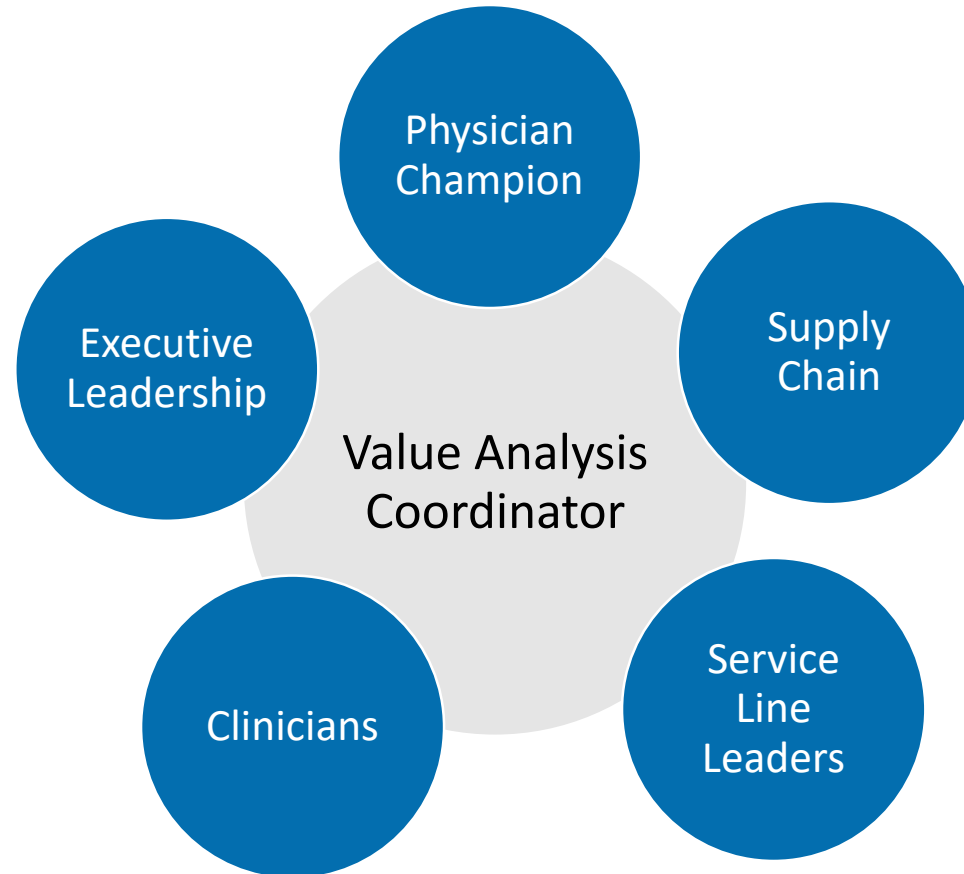 Physician
Champion
Supply
Chain
Executive
Leadership
Value Analysis
Coordinator
Service
Line
Leaders
Clinicians